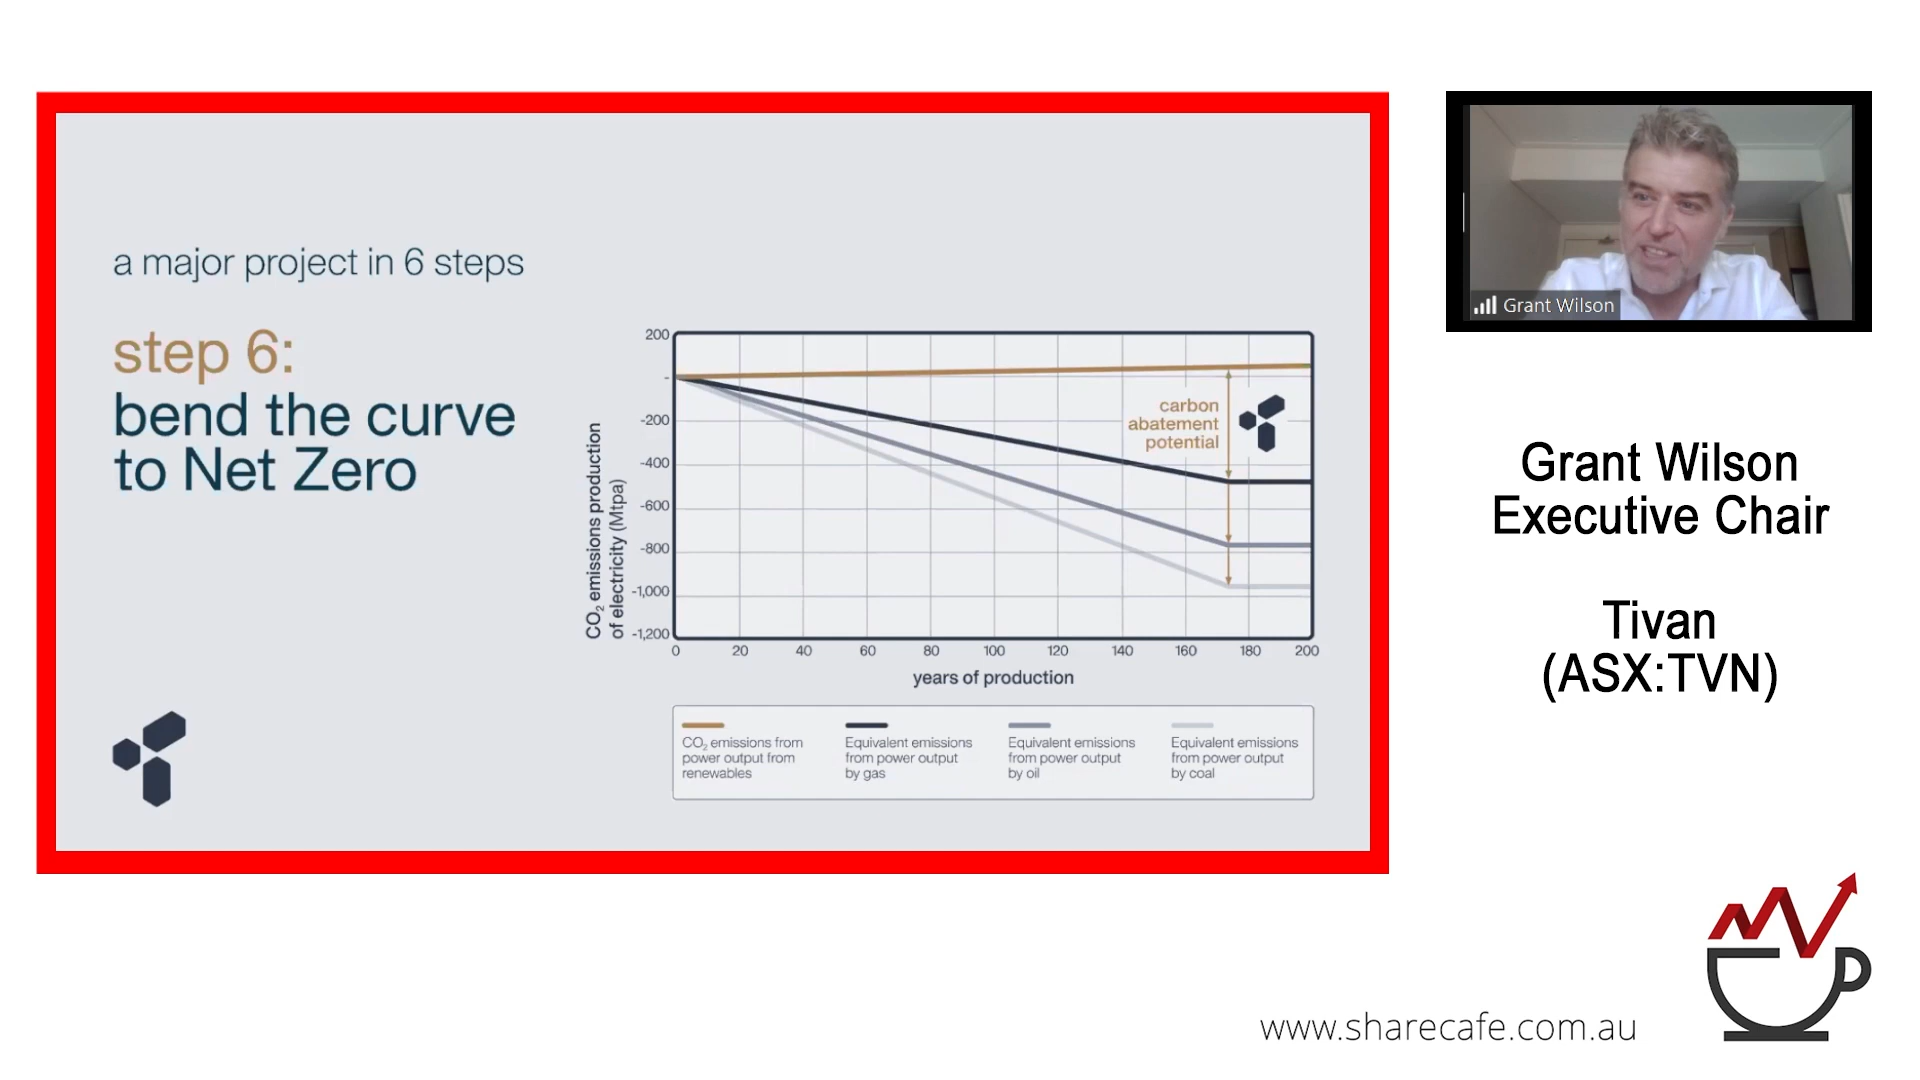 a major project in 6 steps
step 6:
bend the curve
to Net Zero
CO₂ emissions production
of electricity (Mtpa)
200
-
-200
-400
-600
-800
-1,000
-1,200
0 20 40 60 80 100 120 140 160 180 200
years of production
carbon
abatement
potential
CO₂ emissions from
power output from
renewables
Equivalent emissions
from power output
by gas
Equivalent emissions
from power output
by oil
Equivalent emissions
from power output
by coal
Grant Wilson
Grant Wilson
Executive Chair
Tivan
(ASX:TVN)
www.sharecafe.com.au